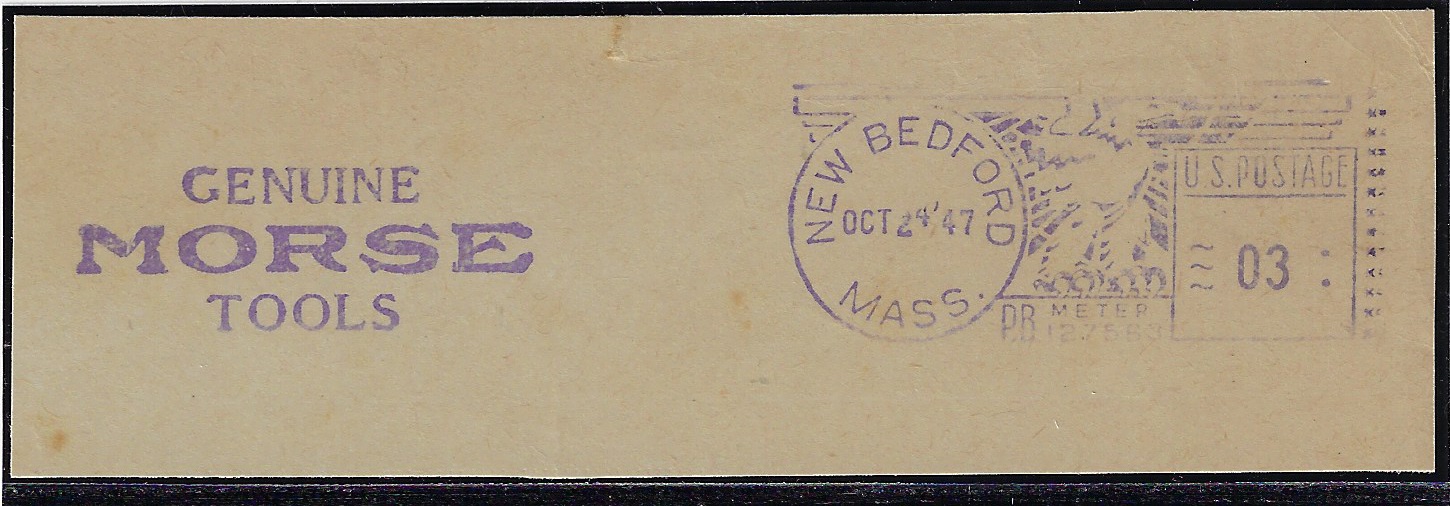 GENUINE
MORSE
TOOLS
NEW BEDFORD
OCT 24 '47
MASS.
U.S. POSTAGE
03
P.B. METER